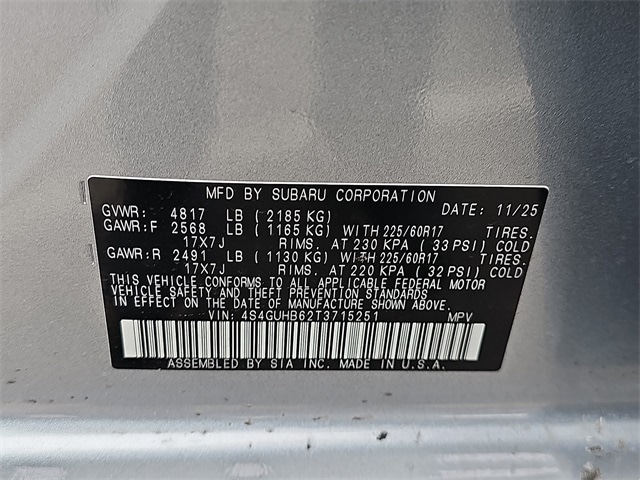 MFD BY SUBARU CORPORATION
GVWR: 4817 LB (2185 KG) DATE: 11/25
GAWR:F 2568 LB (1165 KG) WITH 225/60R17 TIRES.
17X7J RIMS. AT 230 KPA (33 PSI) COLD
GAWR:R 2491 LB (1130 KG) WITH 225/60R17 TIRES.
17X7J RIMS. AT 220 KPA (32 PSI) COLD
THIS VEHICLE CONFORMS TO ALL APPLICABLE FEDERAL MOTOR
VEHICLE SAFETY, BUMPER, AND THEFT PREVENTION STANDARDS
IN EFFECT ON THE DATE OF MANUFACTURE SHOWN ABOVE.
VIN: 4S4GUHB62T3715251 MPV
ASSEMBLED BY SIA INC. MADE IN U.S.A.